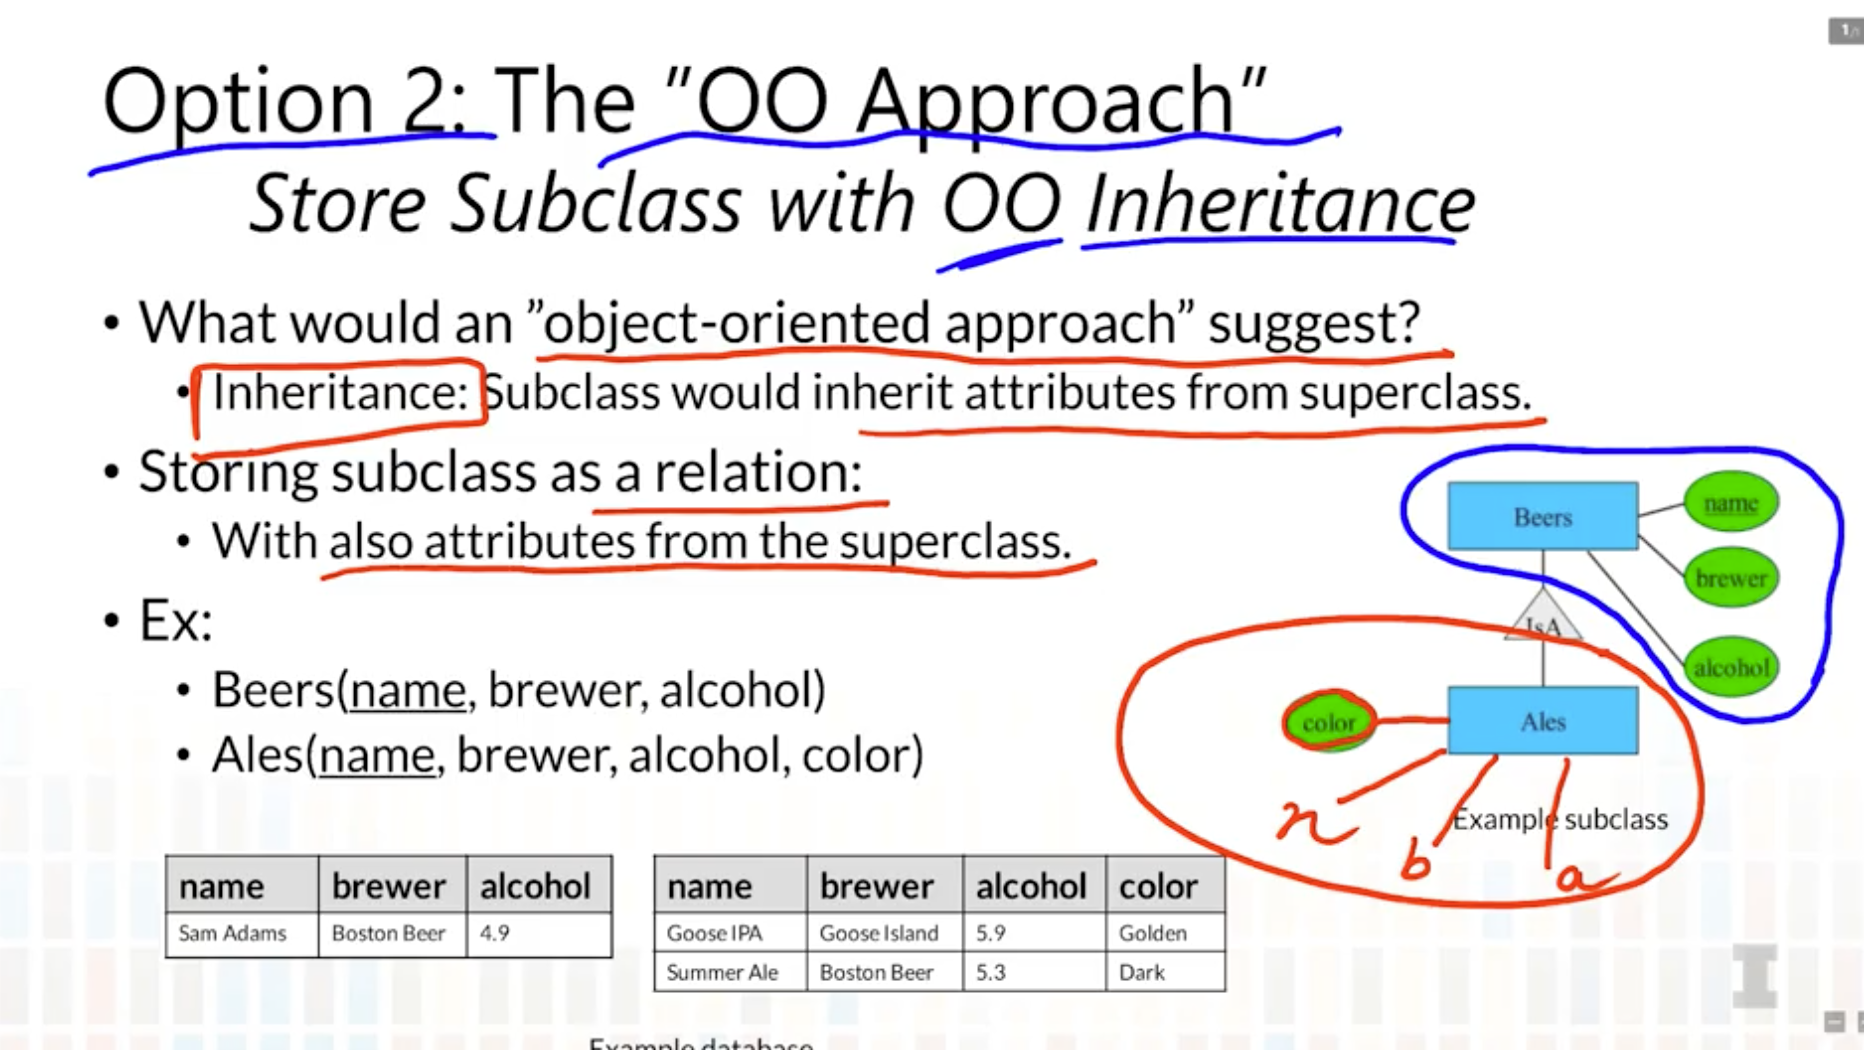 1/1
Option 2: The "OO Approach"
Store Subclass with OO Inheritance
• What would an ”object-oriented approach” suggest?
• Inheritance: Subclass would inherit attributes from superclass.
• Storing subclass as a relation:
• With also attributes from the superclass.
• Ex:
• Beers(name, brewer, alcohol)
• Ales(name, brewer, alcohol, color)
Beers
name
brewer
IsA
alcohol
color
Ales
n
b
a
Example subclass
name brewer alcohol
Sam Adams Boston Beer 4.9
name brewer alcohol color
Goose IPA Goose Island 5.9 Golden
Summer Ale Boston Beer 5.3 Dark
I
Example database